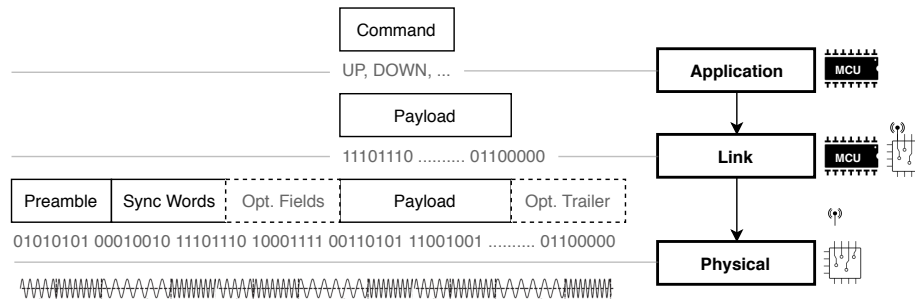 Command
UP, DOWN, ...
Application
MCU
Payload
11101110 .......... 01100000
Link
MCU
Preamble Sync Words Opt. Fields Payload Opt. Trailer
01010101 00010010 11101110 10001111 00110101 11001001 .......... 01100000
Physical